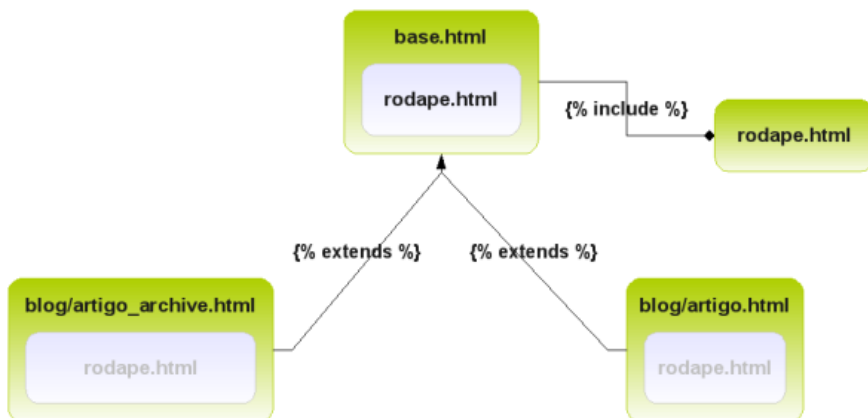 base.html
rodape.html
{% include %}
rodape.html
{% extends %}
{% extends %}
blog/artigo_archive.html
rodape.html
blog/artigo.html
rodape.html